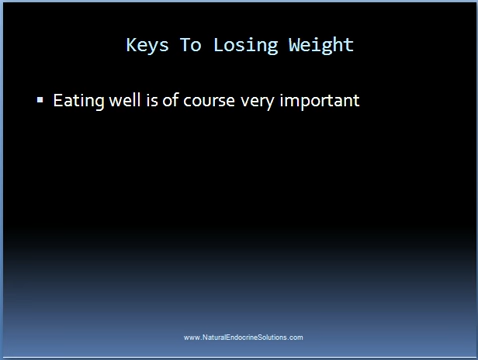 Keys To Losing Weight
Eating well is of course very important
www.NaturalEndocrineSolutions.com